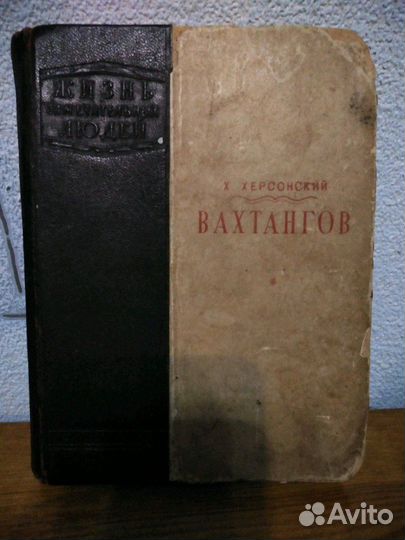 ЖИЗНЬ
ЗАМЕЧАТЕЛЬНЫХ
ЛЮДЕЙ
Х. ХЕРСОНСКИЙ
ВАХТАНГОВ
Avito